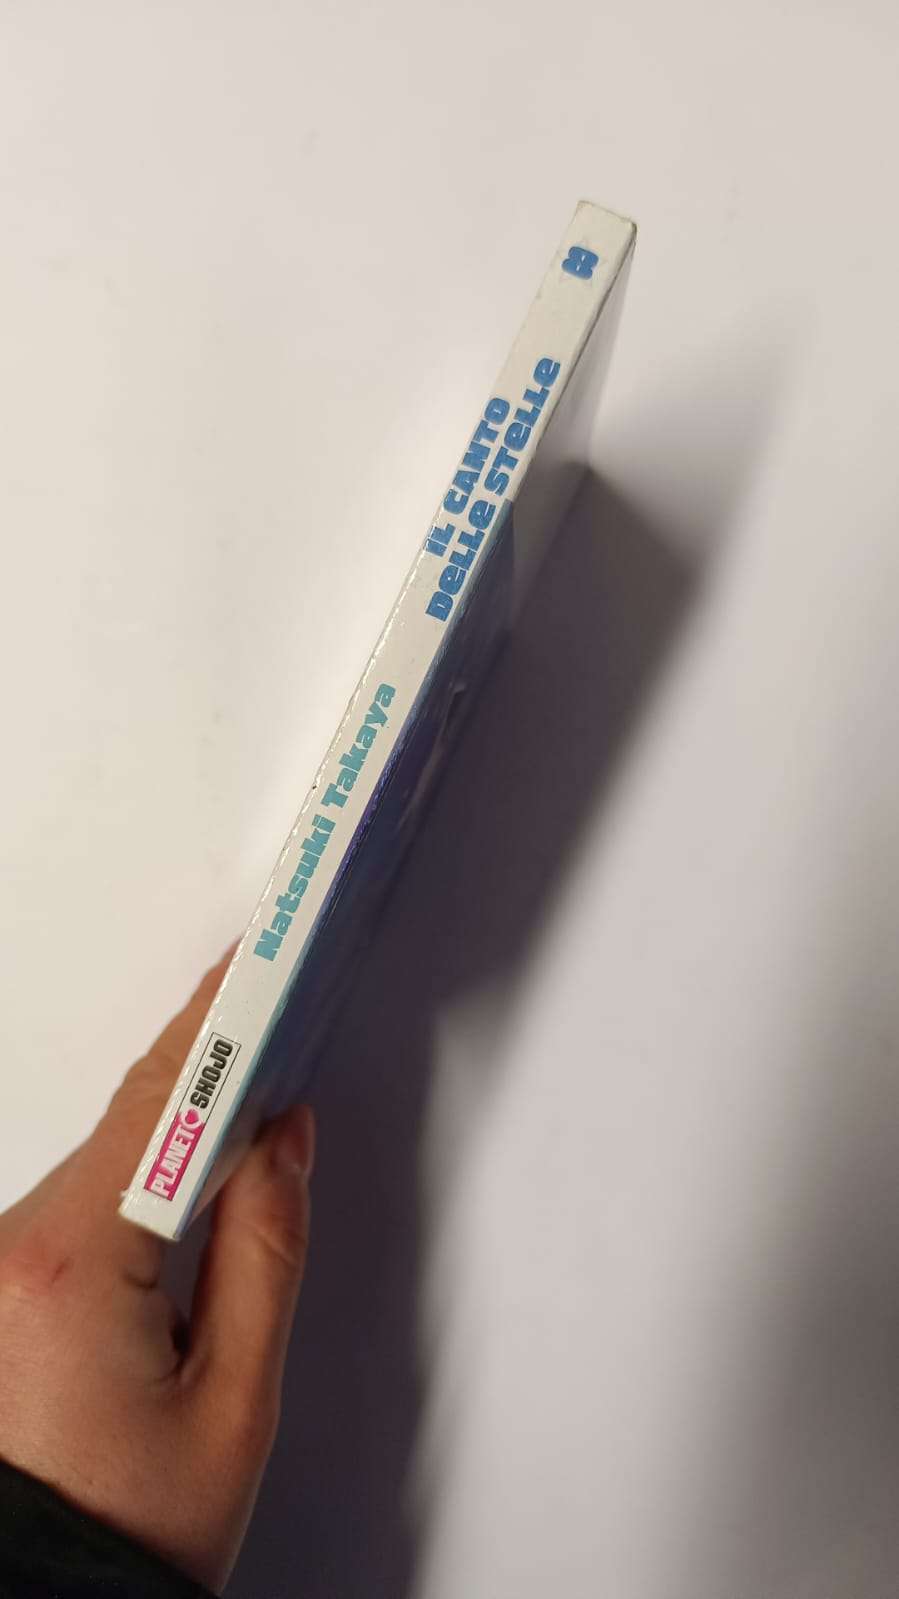 8
IL CANTO
DELLE STELLE
Natsuki Takaya
PLANET SHOJO